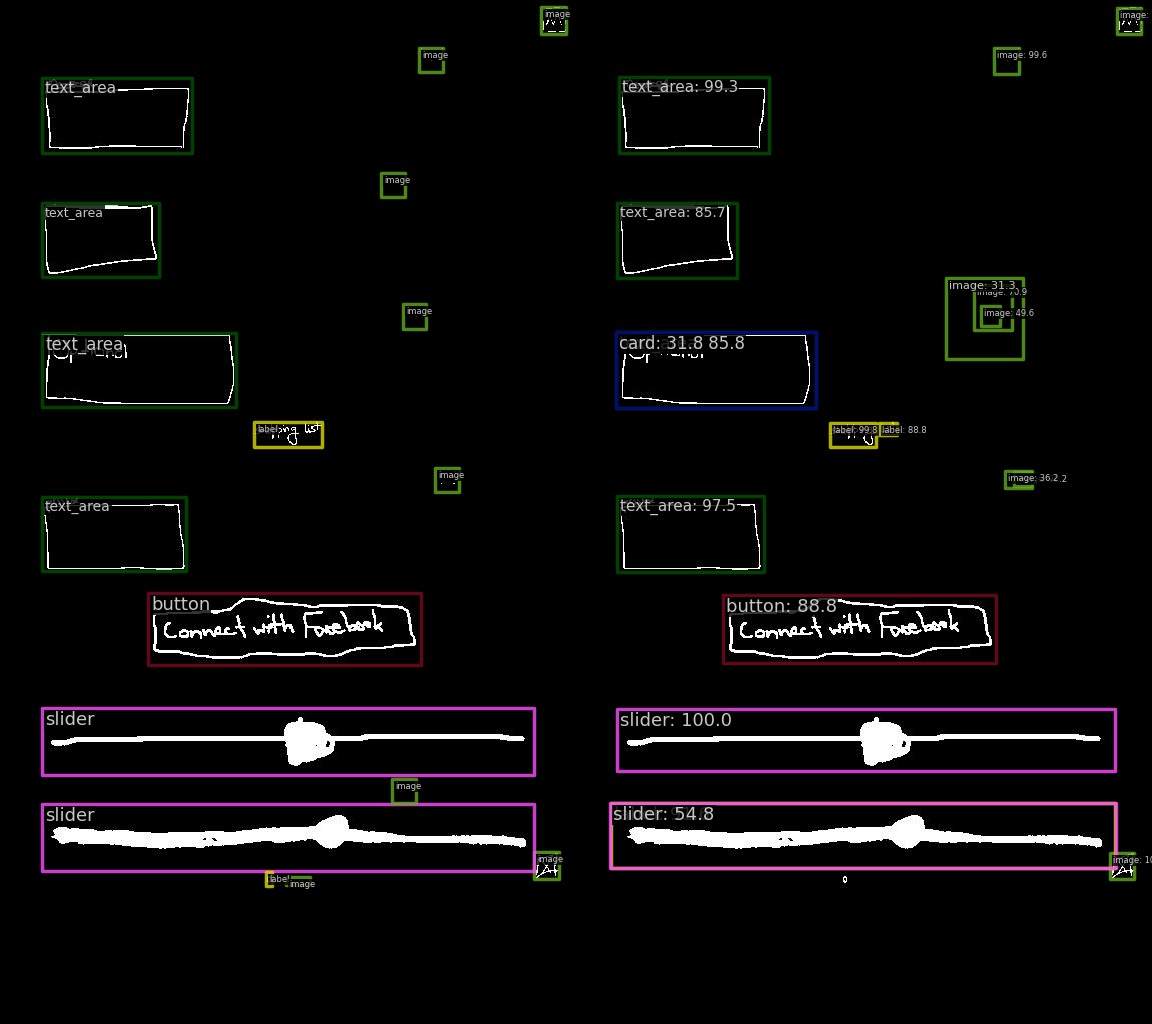 image image:
image image: 99.6
text_area text_area: 99.3
image
text_area text_area: 85.7
image: 31.3
image image: 49.6
text_area card: 31.8 85.8
label label: 99.8 label: 88.8
list
image image: 36.2
text_area text_area: 97.5
button button: 88.8
Connect with Facebook Connect with Facebook
slider slider: 100.0
image
slider slider: 54.8
image image: 10
label image